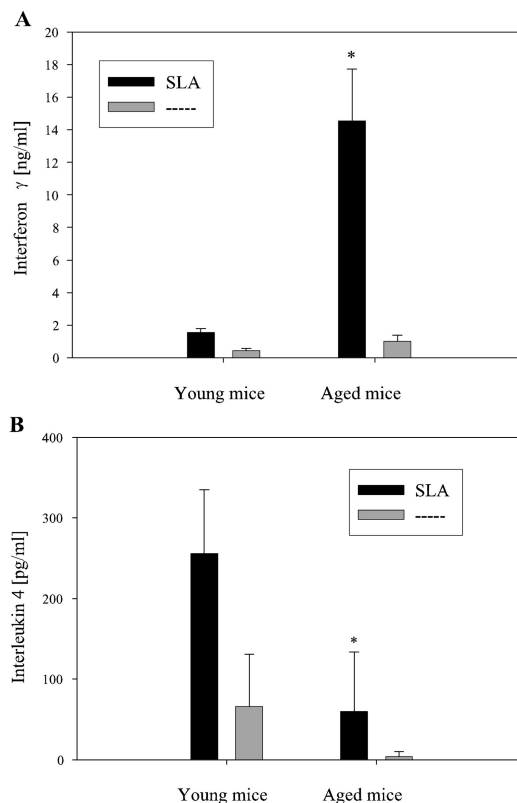 A
Interferon γ [ng/ml]
20
18
16
14
12
10
8
6
4
2
0
SLA
-----
*
Young mice
Aged mice
B
Interleukin 4 [pg/ml]
400
300
200
100
0
SLA
-----
*
Young mice
Aged mice